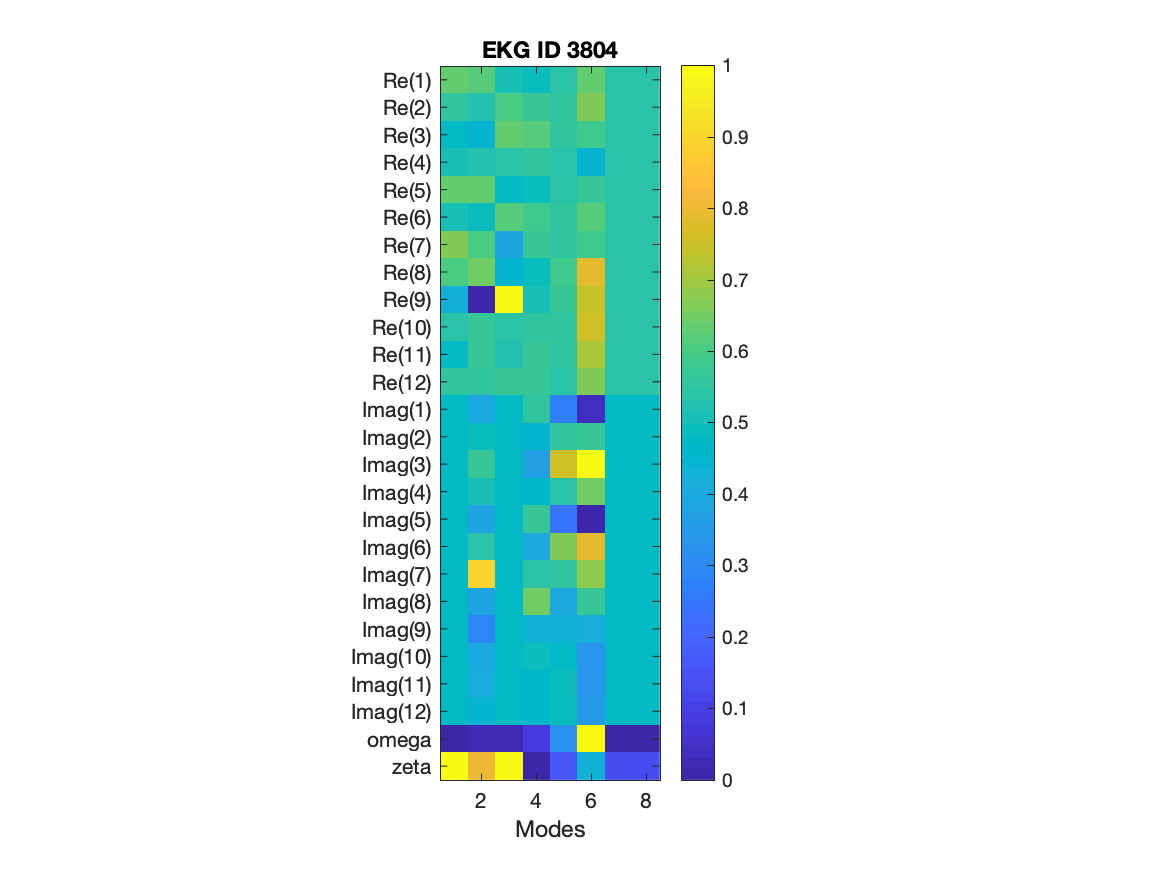 EKG ID 3804
Re(1)
Re(2)
Re(3)
Re(4)
Re(5)
Re(6)
Re(7)
Re(8)
Re(9)
Re(10)
Re(11)
Re(12)
Imag(1)
Imag(2)
Imag(3)
Imag(4)
Imag(5)
Imag(6)
Imag(7)
Imag(8)
Imag(9)
Imag(10)
Imag(11)
Imag(12)
omega
zeta
2 4 6 8
Modes
1
0.9
0.8
0.7
0.6
0.5
0.4
0.3
0.2
0.1
0